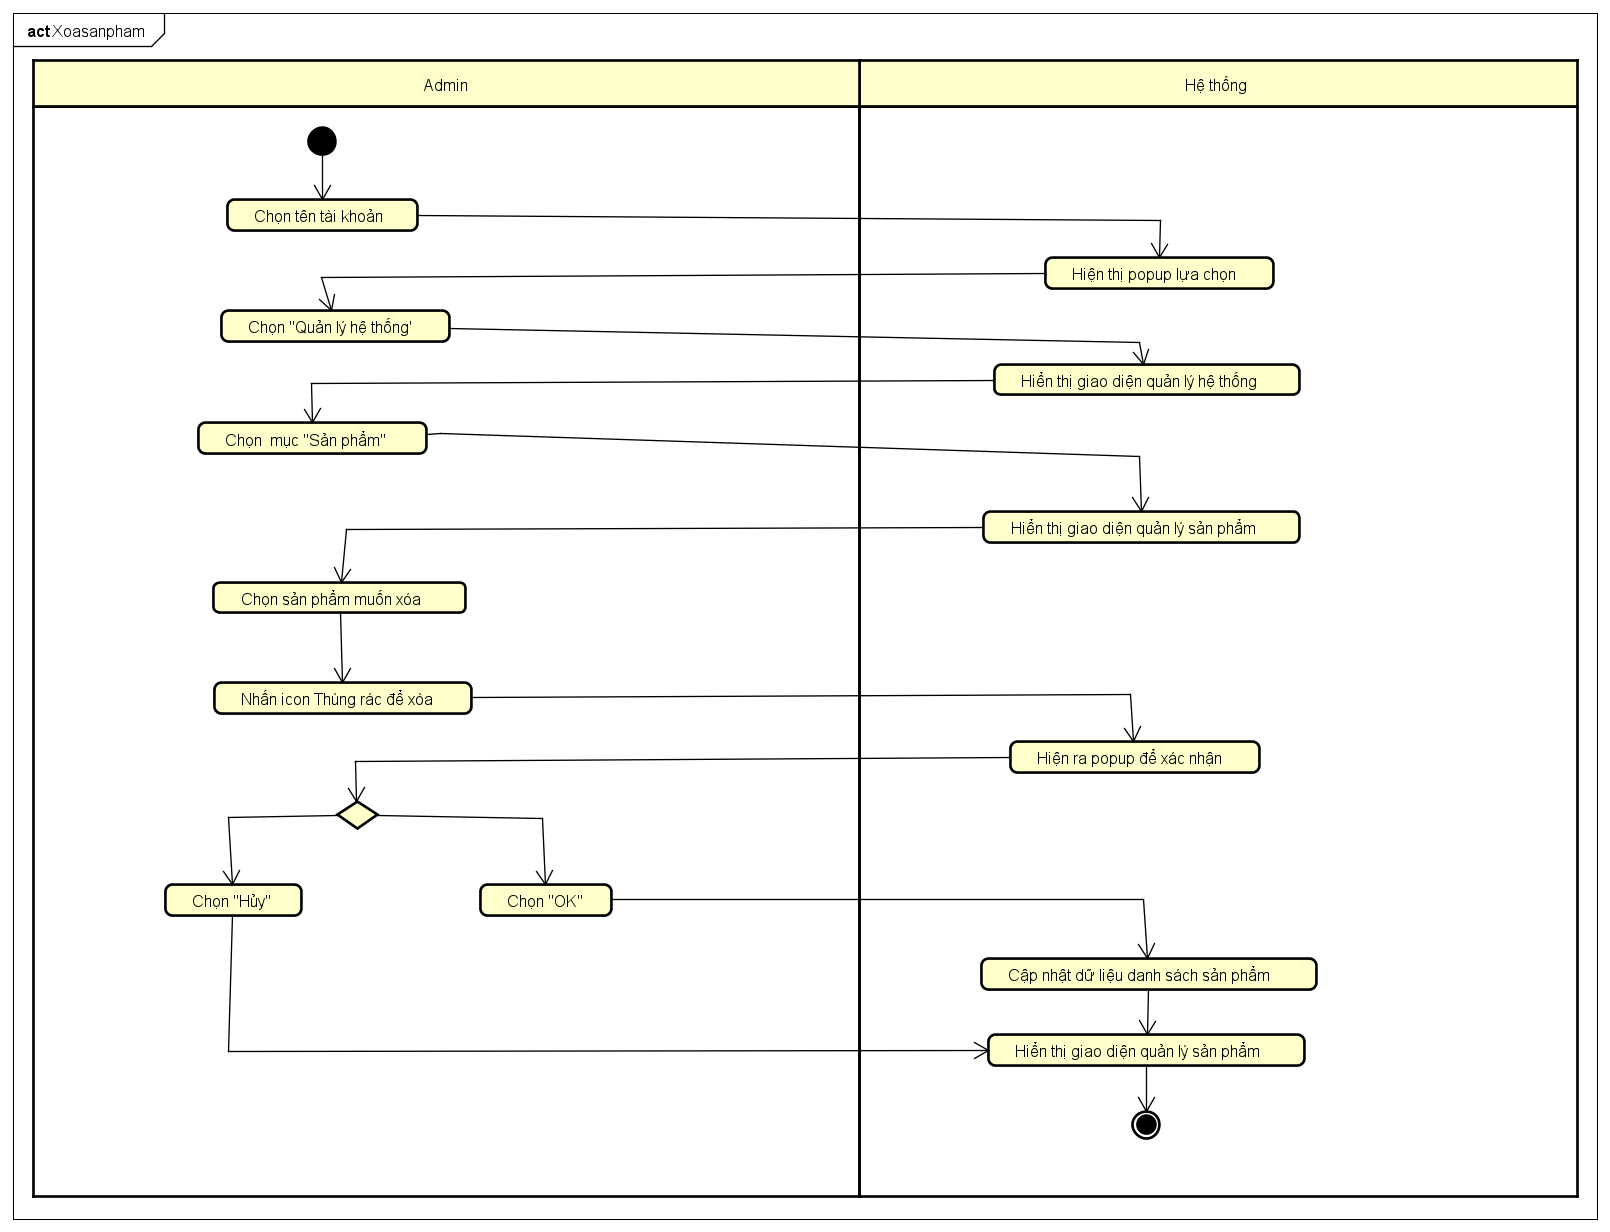 act Xoasanpham
Admin
Hệ thống
Chọn tên tài khoản
Hiện thị popup lựa chọn
Chọn "Quản lý hệ thống'
Hiển thị giao diện quản lý hệ thống
Chọn  mục "Sản phẩm"
Hiển thị giao diện quản lý sản phẩm
Chọn sản phẩm muốn xóa
Nhấn icon Thùng rác để xóa
Hiện ra popup để xác nhận
Chọn "Hủy"
Chọn "OK"
Cập nhật dữ liệu danh sách sản phẩm
Hiển thị giao diện quản lý sản phẩm